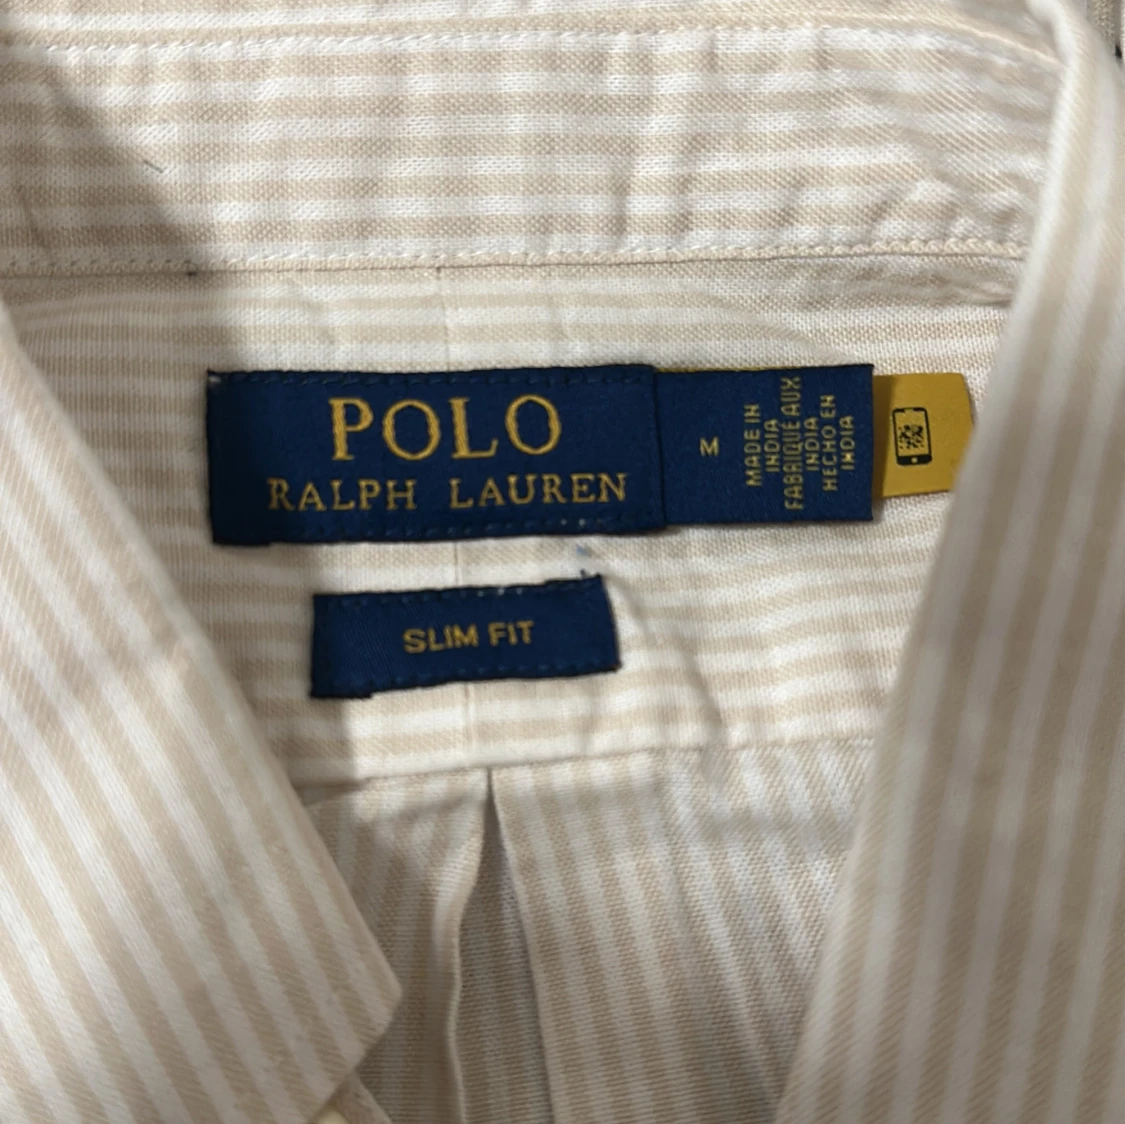 POLO
RALPH LAUREN
M
MADE IN
INDIA
FABRIQUÉ AUX
INDIA
HECHO EN
INDIA
SLIM FIT